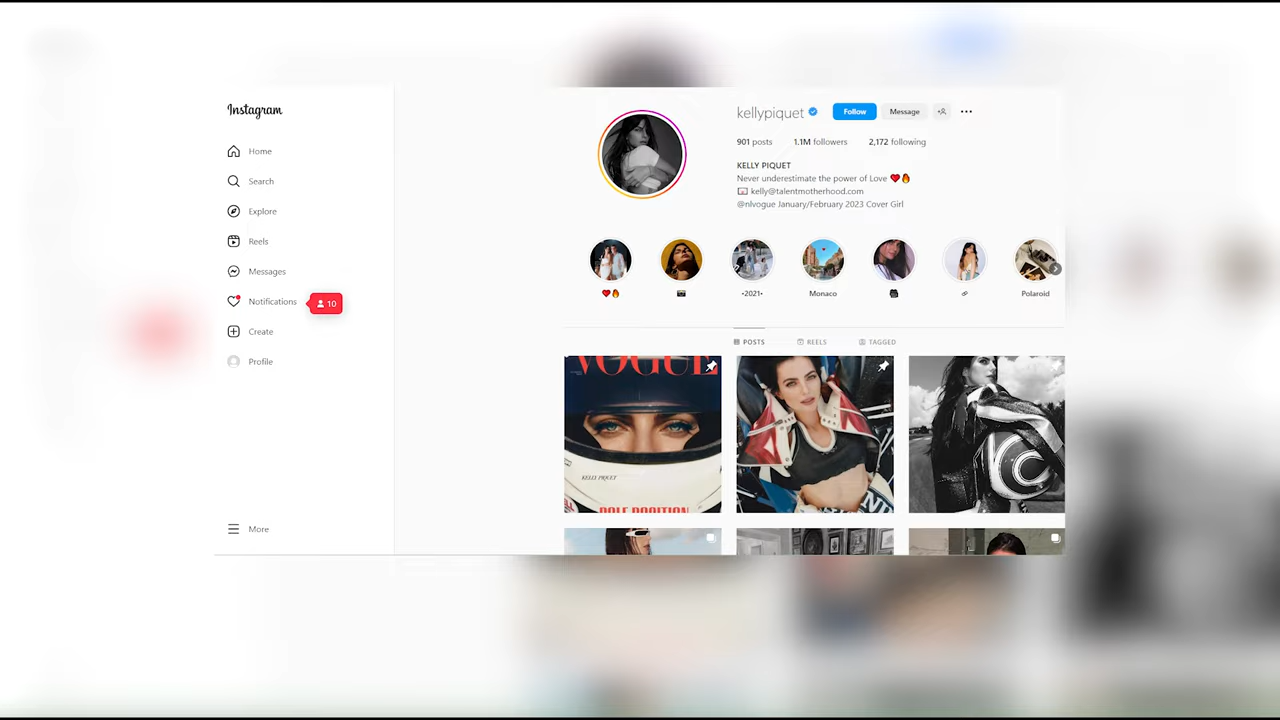 Instagram
Home
Search
Explore
Reels
Messages
Notifications
10
Create
Profile
More
kellypiquet
Follow
Message
901 posts
1.1M followers
2,172 following
KELLY PIQUET
Never underestimate the power of Love ❤️🔥
💌 kelly@talentmotherhood.com
@nlvogue January/February 2023 Cover Girl
•2021•
Monaco
Polaroid
POSTS
REELS
TAGGED
VOGUE
KELLY PIQUET
POLE POSITION